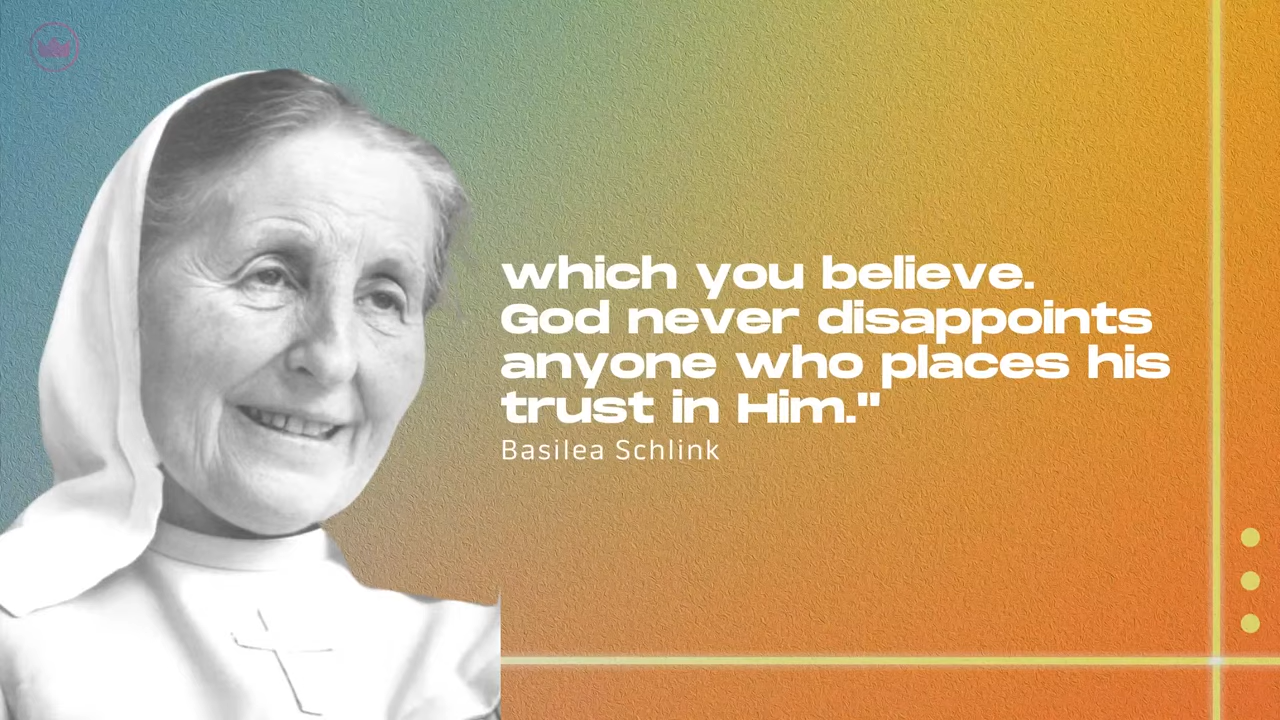 which you believe.
God never disappoints
anyone who places his
trust in Him."
Basilea Schlink